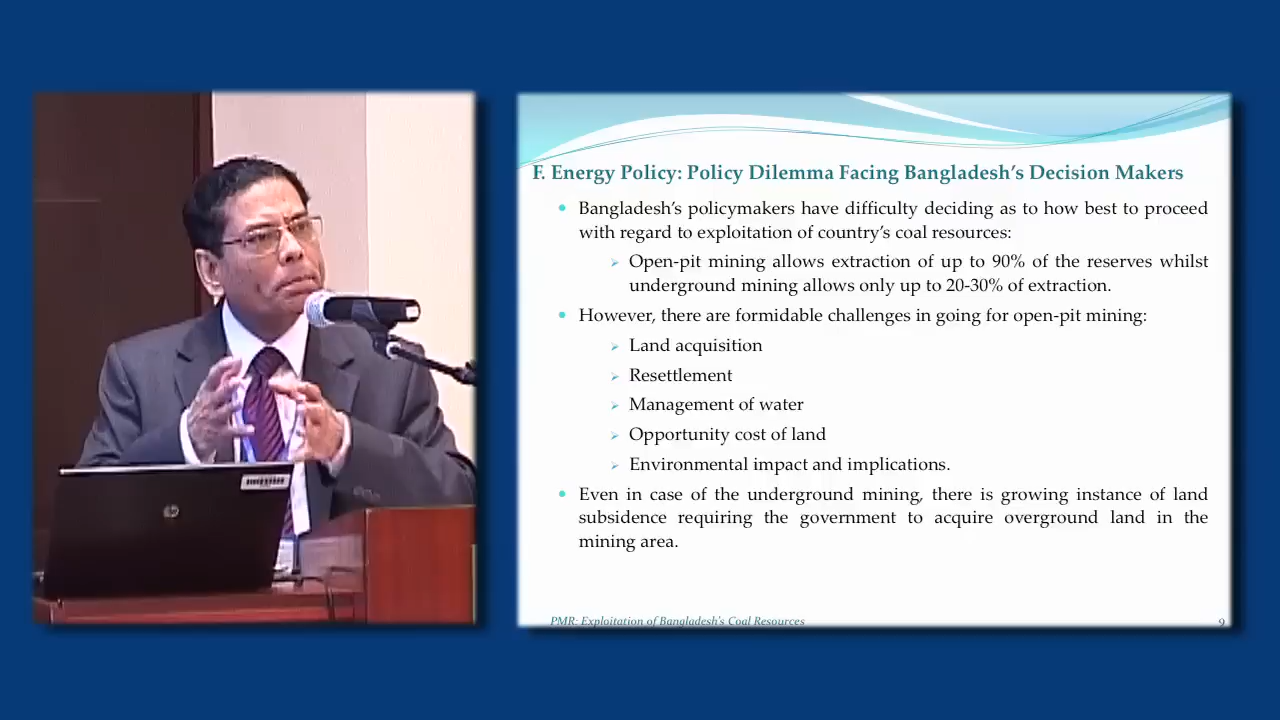 F. Energy Policy: Policy Dilemma Facing Bangladesh's Decision Makers
Bangladesh's policymakers have difficulty deciding as to how best to proceed
with regard to exploitation of country's coal resources:
Open-pit mining allows extraction of up to 90% of the reserves whilst
underground mining allows only up to 20-30% of extraction.
However, there are formidable challenges in going for open-pit mining:
Land acquisition
Resettlement
Management of water
Opportunity cost of land
Environmental impact and implications.
Even in case of the underground mining, there is growing instance of land
subsidence requiring the government to acquire overground land in the
mining area.
PMR: Exploitation of Bangladesh's Coal Resources
9
hp